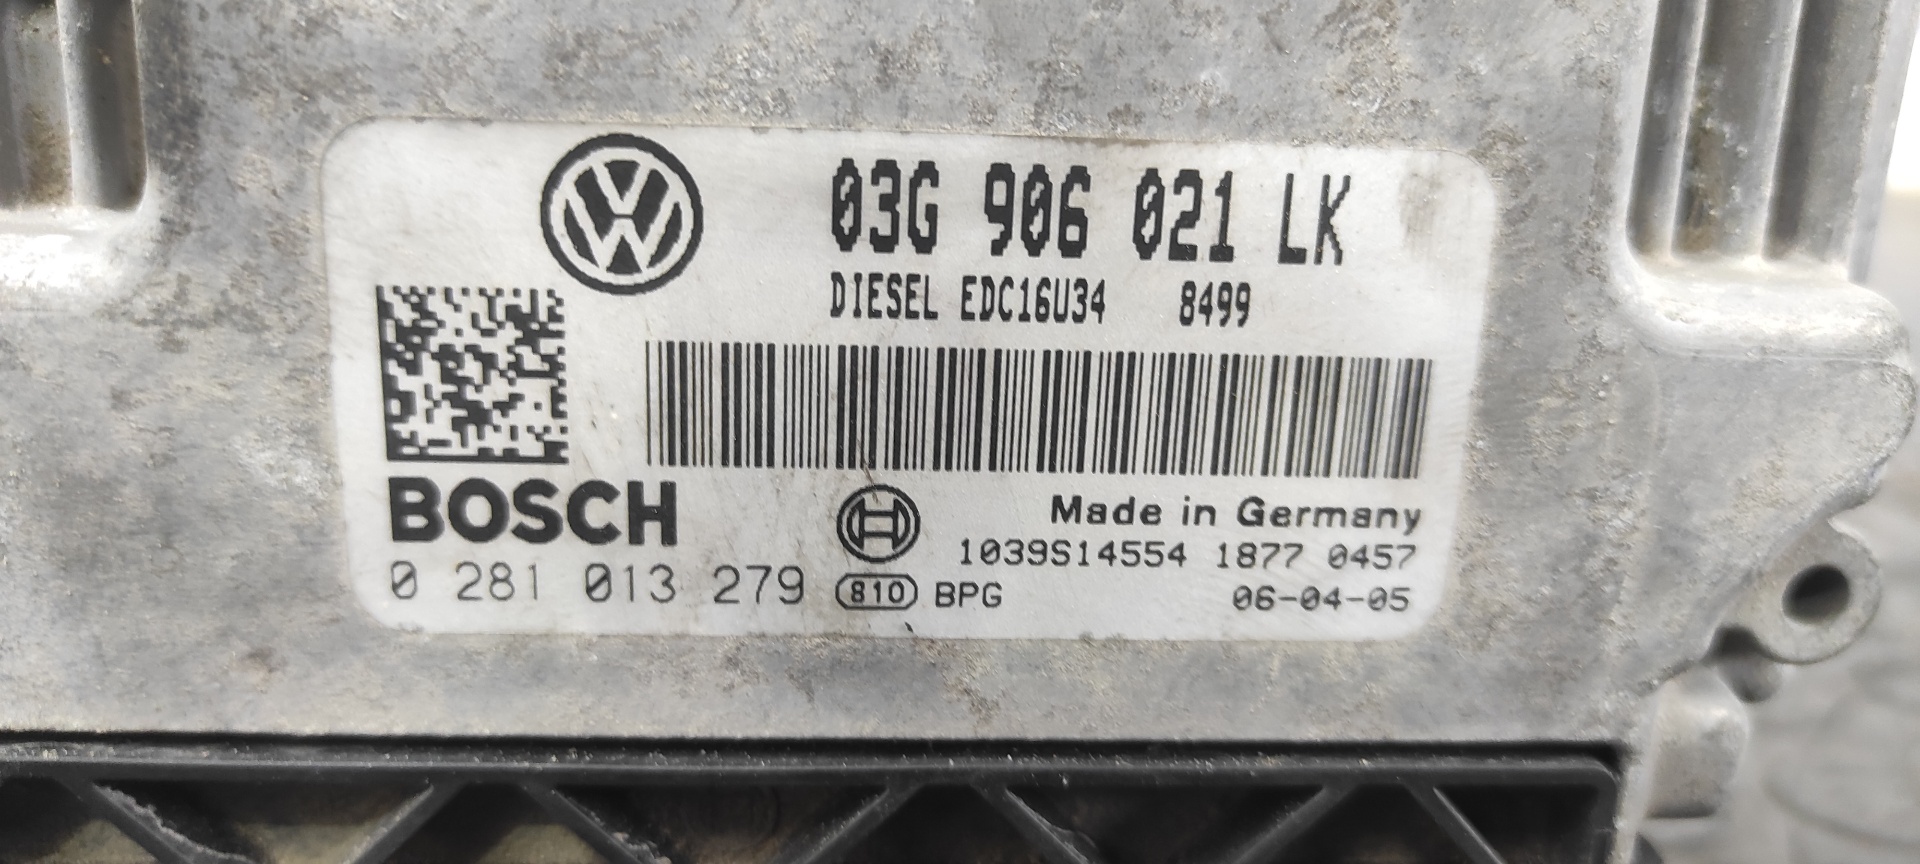 03G 906 021 LK
DIESEL EDC16U34 8499
BOSCH
Made in Germany
1039S14554 1877 0457
0 281 013 279 810 BPG 06-04-05